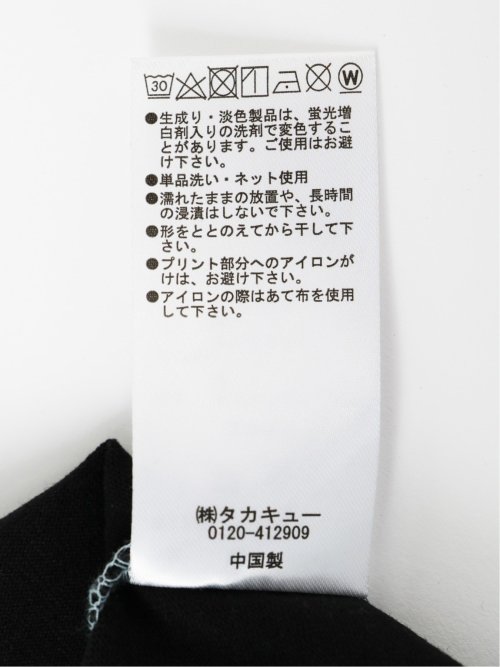 30 W
●生成り・淡色製品は、蛍光増
白剤入りの洗剤で変色するこ
とがあります。ご使用はお避
け下さい。
●単品洗い・ネット使用
●濡れたままの放置や、長時間
の浸漬はしないで下さい。
●形をととのえてから干して下
さい。
●プリント部分へのアイロンが
けは、お避け下さい。
●アイロンの際はあて布を使用
して下さい。
㈱タカキュー
0120-412909
中国製